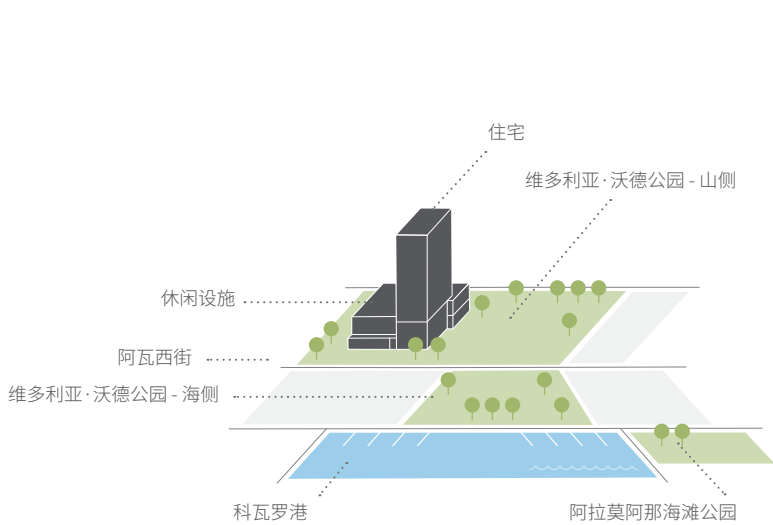 住宅
维多利亚·沃德公园 - 山侧
休闲设施
阿瓦西街
维多利亚·沃德公园 - 海侧
科瓦罗港
阿拉莫阿那海滩公园